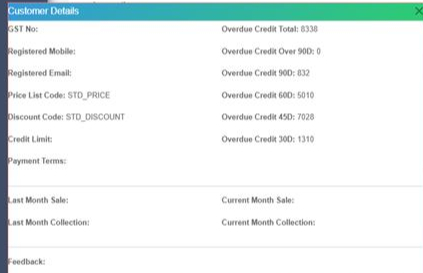 Customer Details
GST No:
Overdue Credit Total: 8338
Registered Mobile:
Overdue Credit Over 90D: 0
Registered Email:
Overdue Credit 90D: 832
Price List Code: STD_PRICE
Overdue Credit 60D: 5010
Discount Code: STD_DISCOUNT
Overdue Credit 45D: 7028
Credit Limit:
Overdue Credit 30D: 1310
Payment Terms:
Last Month Sale:
Current Month Sale:
Last Month Collection:
Current Month Collection:
Feedback: